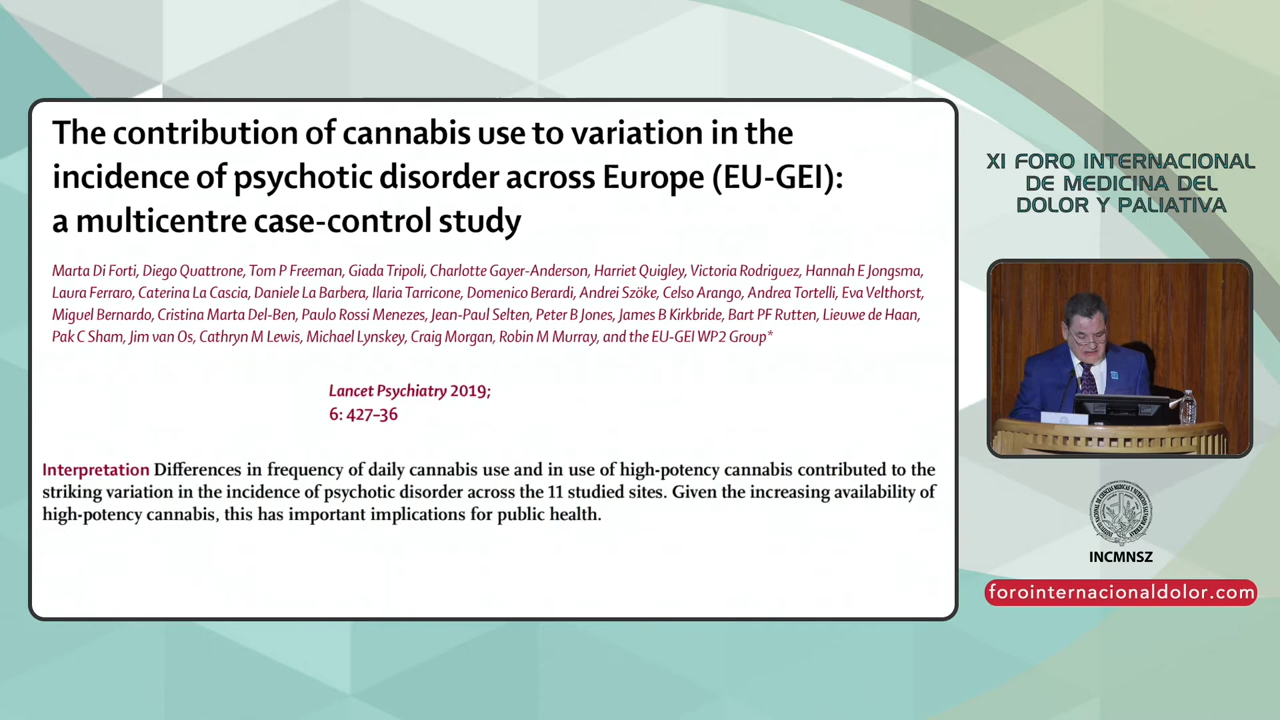 The contribution of cannabis use to variation in the
incidence of psychotic disorder across Europe (EU-GEI):
a multicentre case-control study
Marta Di Forti, Diego Quattrone, Tom P Freeman, Giada Tripoli, Charlotte Gayer-Anderson, Harriet Quigley, Victoria Rodriguez, Hannah E Jongsma,
Laura Ferraro, Caterina La Cascia, Daniele La Barbera, Ilaria Tarricone, Domenico Berardi, Andrei Szöke, Celso Arango, Andrea Tortelli, Eva Velthorst,
Miguel Bernardo, Cristina Marta Del-Ben, Paulo Rossi Menezes, Jean-Paul Selten, Peter B Jones, James B Kirkbride, Bart PF Rutten, Lieuwe de Haan,
Pak C Sham, Jim van Os, Cathryn M Lewis, Michael Lynskey, Craig Morgan, Robin M Murray, and the EU-GEI WP2 Group*
Lancet Psychiatry 2019;
6: 427–36
Interpretation Differences in frequency of daily cannabis use and in use of high-potency cannabis contributed to the
striking variation in the incidence of psychotic disorder across the 11 studied sites. Given the increasing availability of
high-potency cannabis, this has important implications for public health.
XI FORO INTERNACIONAL
DE MEDICINA DEL
DOLOR Y PALIATIVA
INCMNSZ
forointernacionaldolor.com